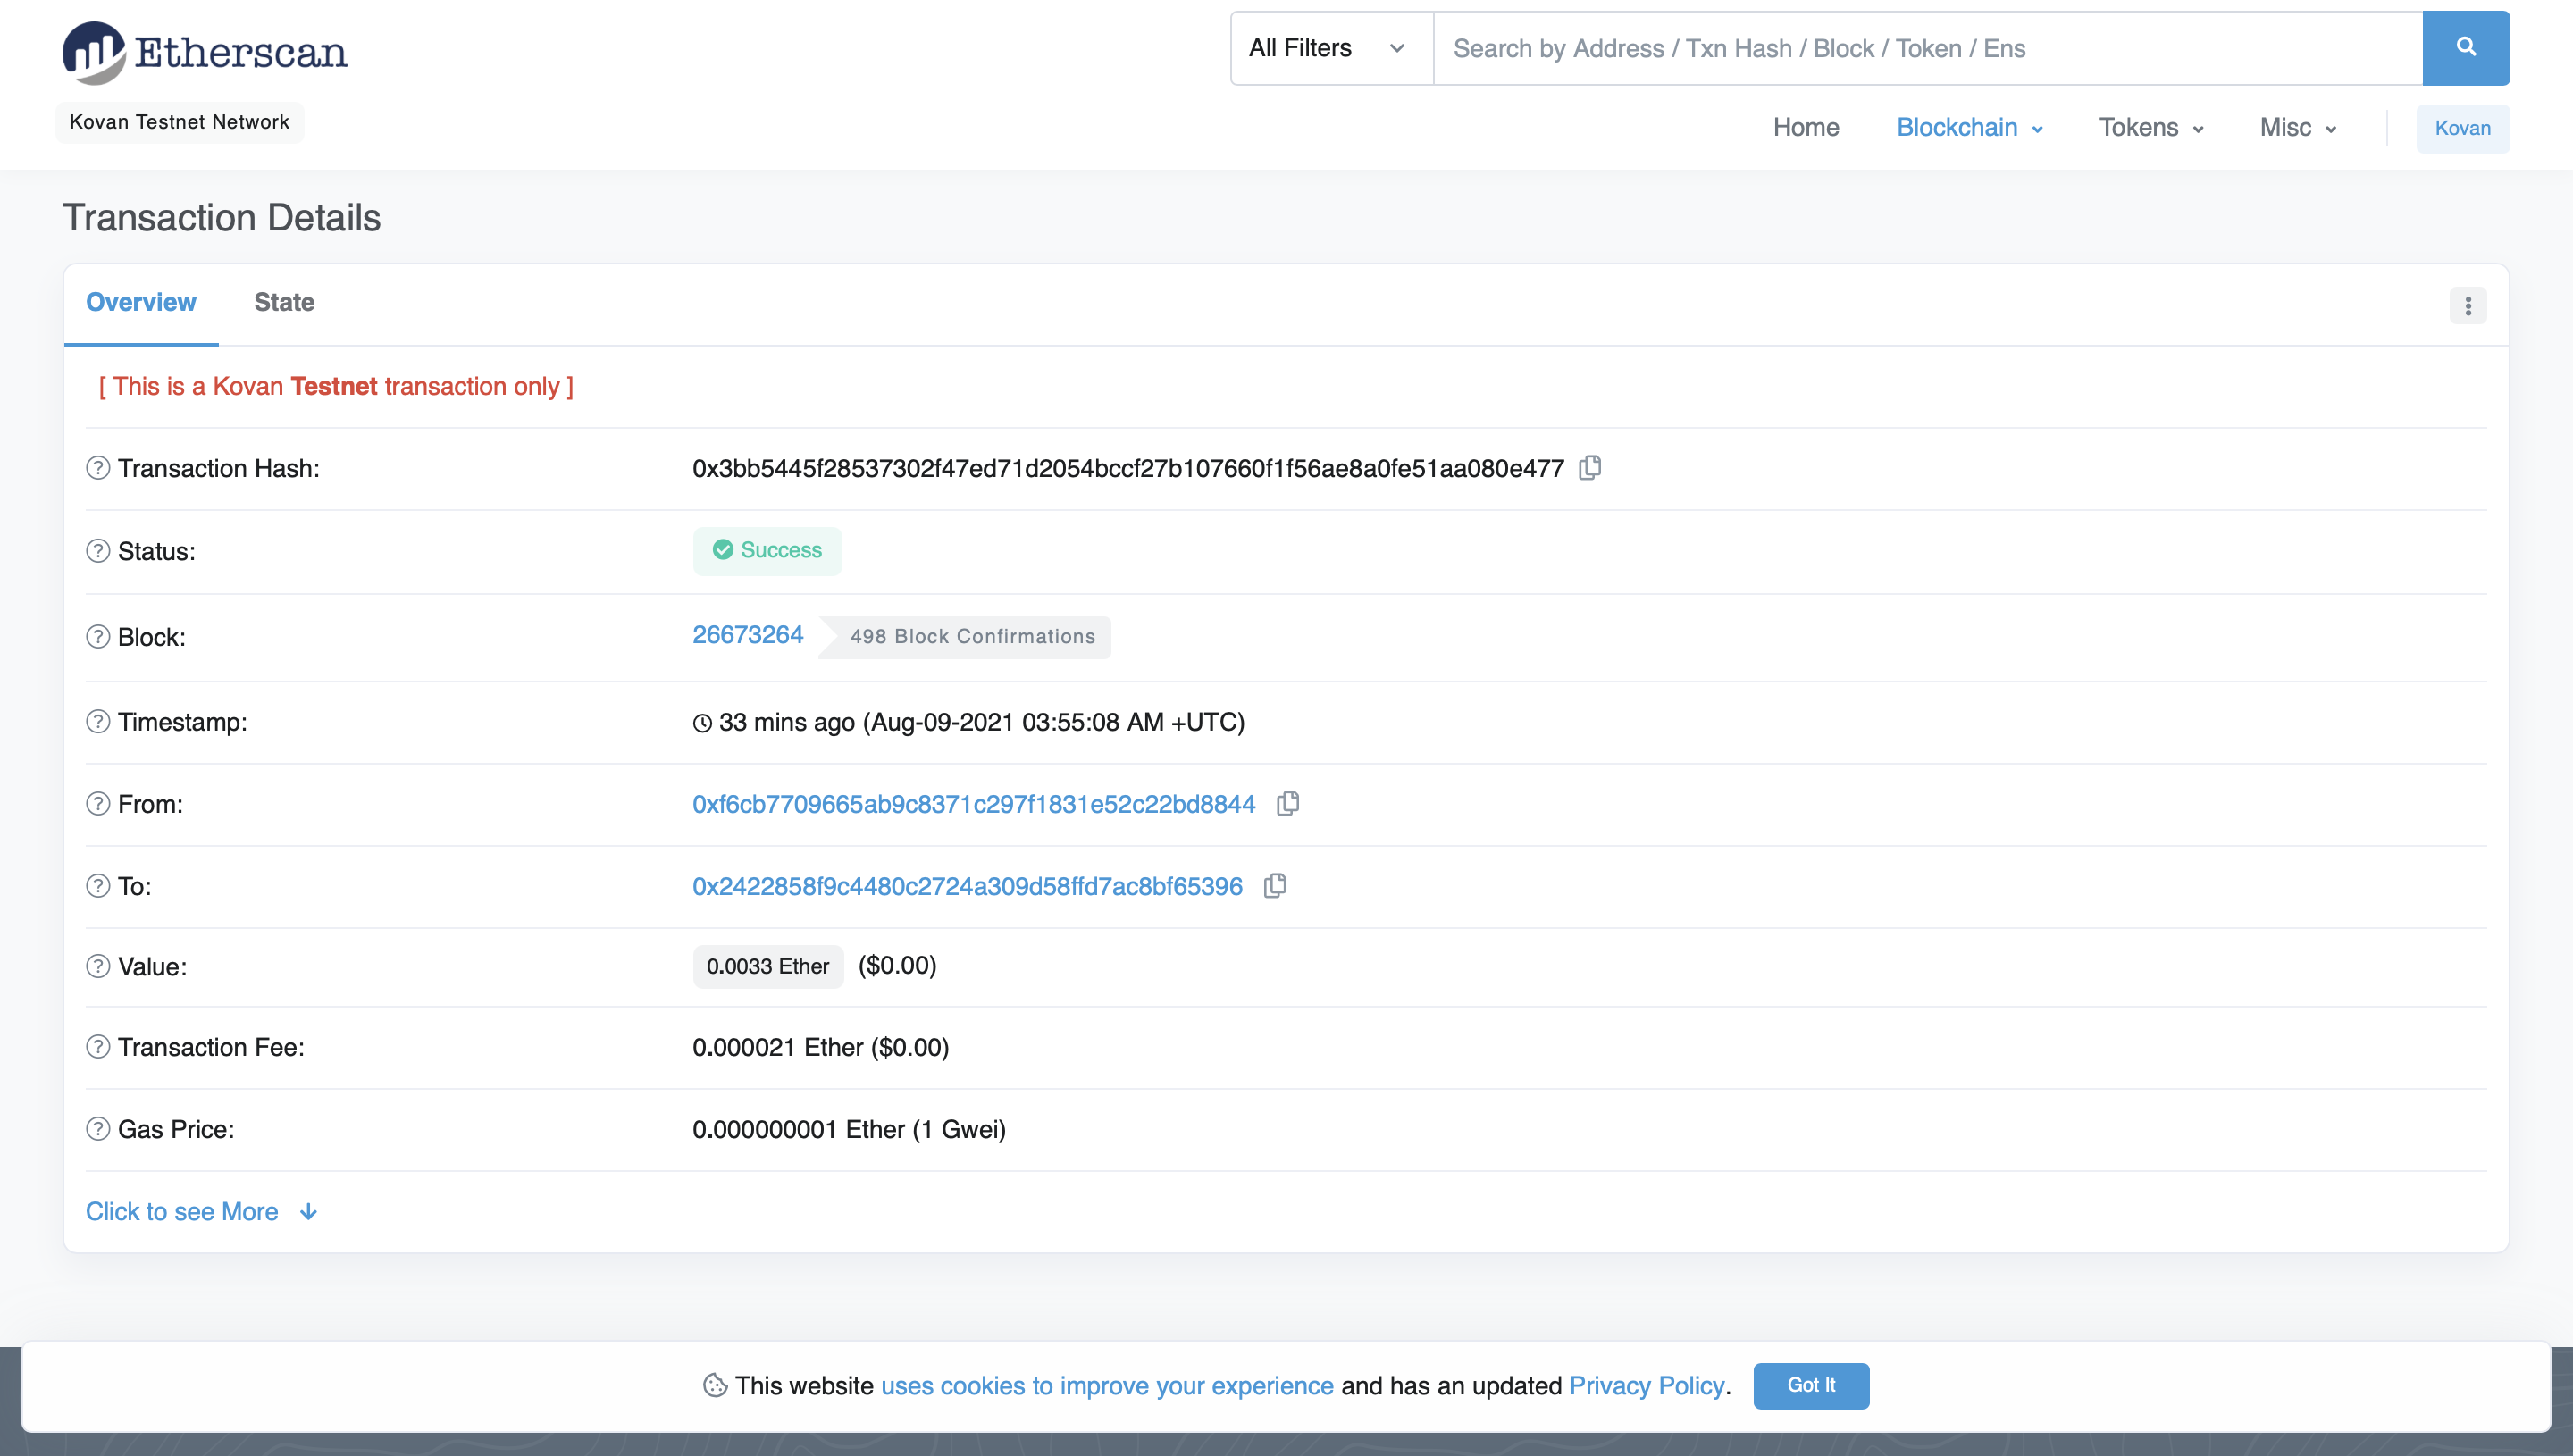 Etherscan
All Filters
Search by Address / Txn Hash / Block / Token / Ens
Kovan Testnet Network
Home Blockchain Tokens Misc Kovan
Transaction Details
Overview State
[ This is a Kovan Testnet transaction only ]
? Transaction Hash: 0x3bb5445f28537302f47ed71d2054bccf27b107660f1f56ae8a0fe51aa080e477
? Status: Success
? Block: 26673264 498 Block Confirmations
? Timestamp: 33 mins ago (Aug-09-2021 03:55:08 AM +UTC)
? From: 0xf6cb7709665ab9c8371c297f1831e52c22bd8844
? To: 0x2422858f9c4480c2724a309d58ffd7ac8bf65396
? Value: 0.0033 Ether ($0.00)
? Transaction Fee: 0.000021 Ether ($0.00)
? Gas Price: 0.000000001 Ether (1 Gwei)
Click to see More
This website uses cookies to improve your experience and has an updated Privacy Policy. Got It